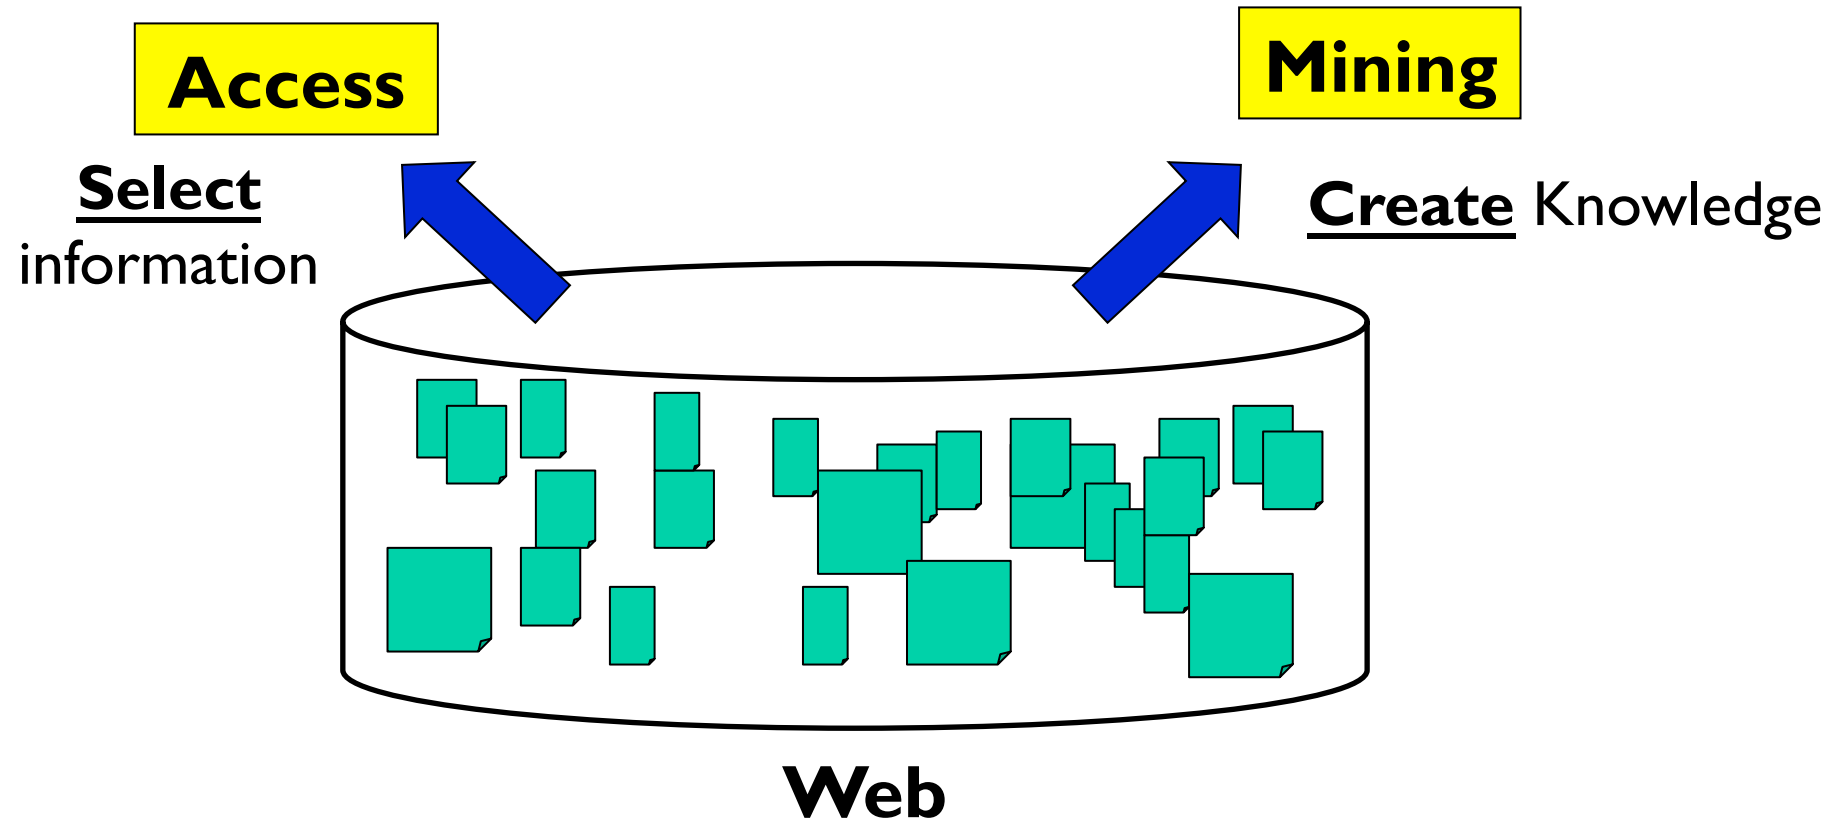 Access
Mining
Select
information
Create Knowledge
Web